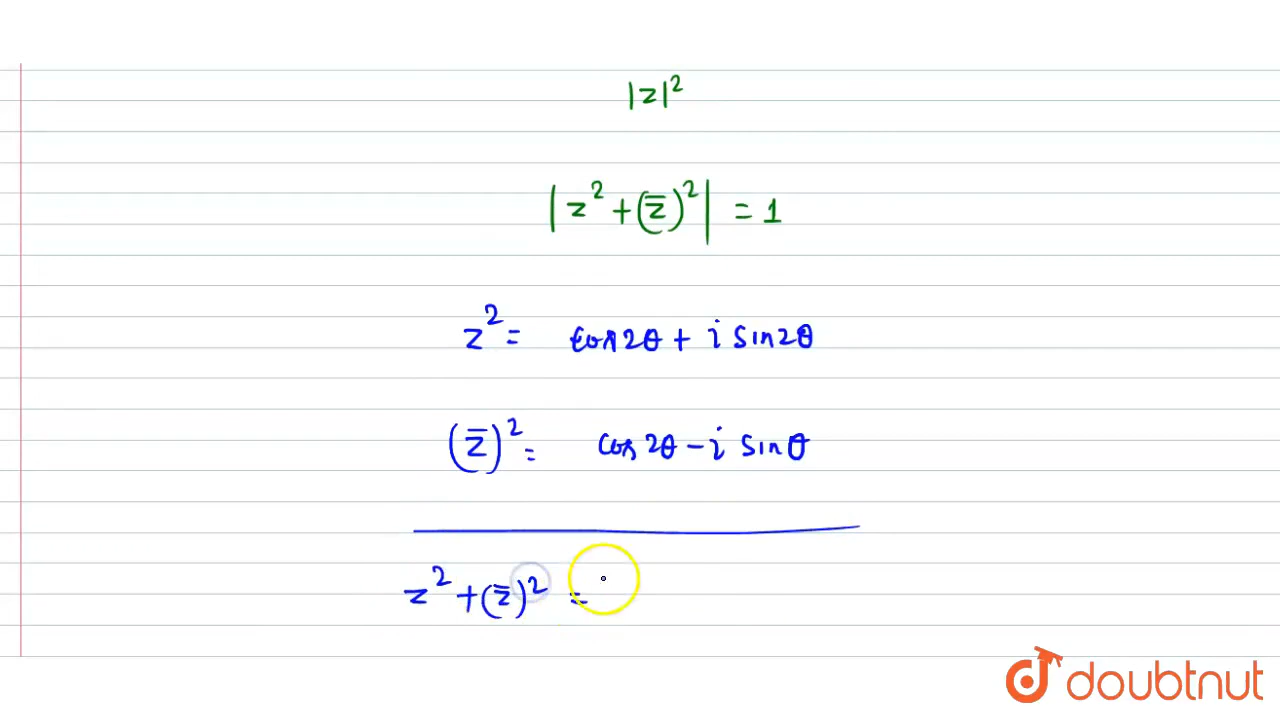 |z|²
|z² + (z̅)²| = 1
z² = cos2θ + i sin2θ
(z̅)² = cos2θ - i sinθ
z² + (z̅)² =
doubtnut